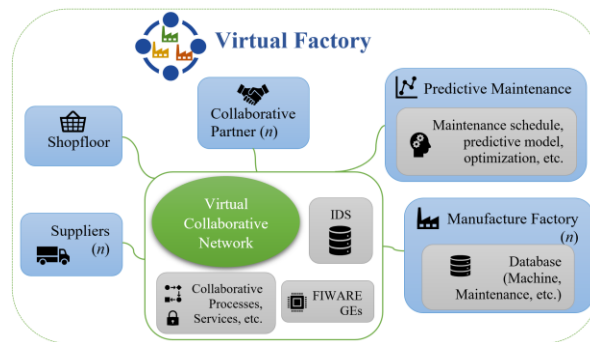 Virtual Factory
Collaborative
Partner (n)
Predictive Maintenance
Maintenance schedule,
predictive model,
optimization, etc.
Shopfloor
Suppliers
(n)
Virtual
Collaborative
Network
IDS
Collaborative
Processes,
Services, etc.
FIWARE
GEs
Manufacture Factory
(n)
Database
(Machine,
Maintenance, etc.)